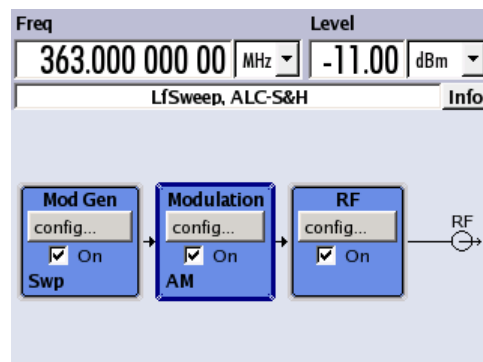 Freq Level
363.000 000 00 MHz -11.00 dBm
LfSweep, ALC-S&H Info
Mod Gen Modulation RF
config... config... config... RF
On On On
Swp AM